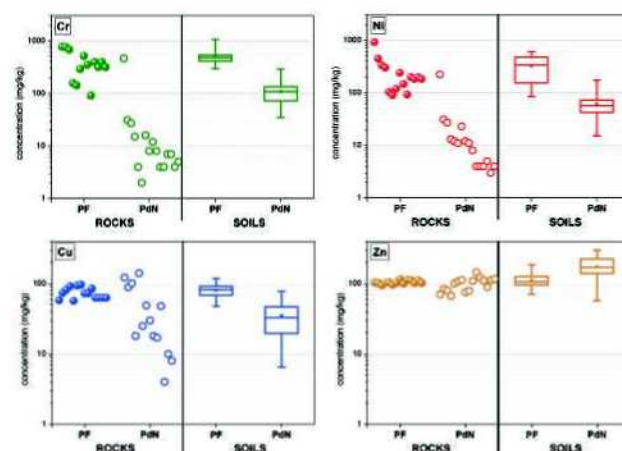 Cr
concentration (mg/kg)
1000
100
10
1
PF
PdN
PF
PdN
ROCKS
SOILS
Ni
concentration (mg/kg)
1000
100
10
1
PF
PdN
PF
PdN
ROCKS
SOILS
Cu
concentration (mg/kg)
100
10
1
PF
PdN
PF
PdN
ROCKS
SOILS
Zn
concentration (mg/kg)
100
10
1
PF
PdN
PF
PdN
ROCKS
SOILS